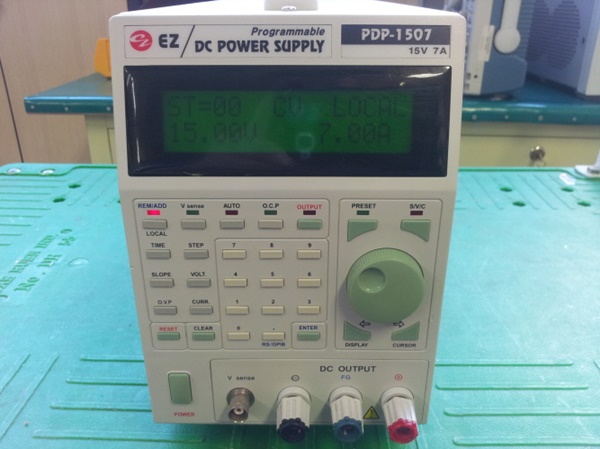 EZ / Programmable
DC POWER SUPPLY
PDP-1507
15V 7A
ST=00 CV LOCAL
15.00V 7.00A
REM/ADD V sense AUTO O.C.P OUTPUT PRESET S/V/C
LOCAL
TIME STEP 7 8 9
SLOPE VOLT. 4 5 6
O.V.P CURR. 1 2 3
RESET CLEAR 0 . ENTER
RS/GPIB
DISPLAY CURSOR
DC OUTPUT
V sense FG
POWER